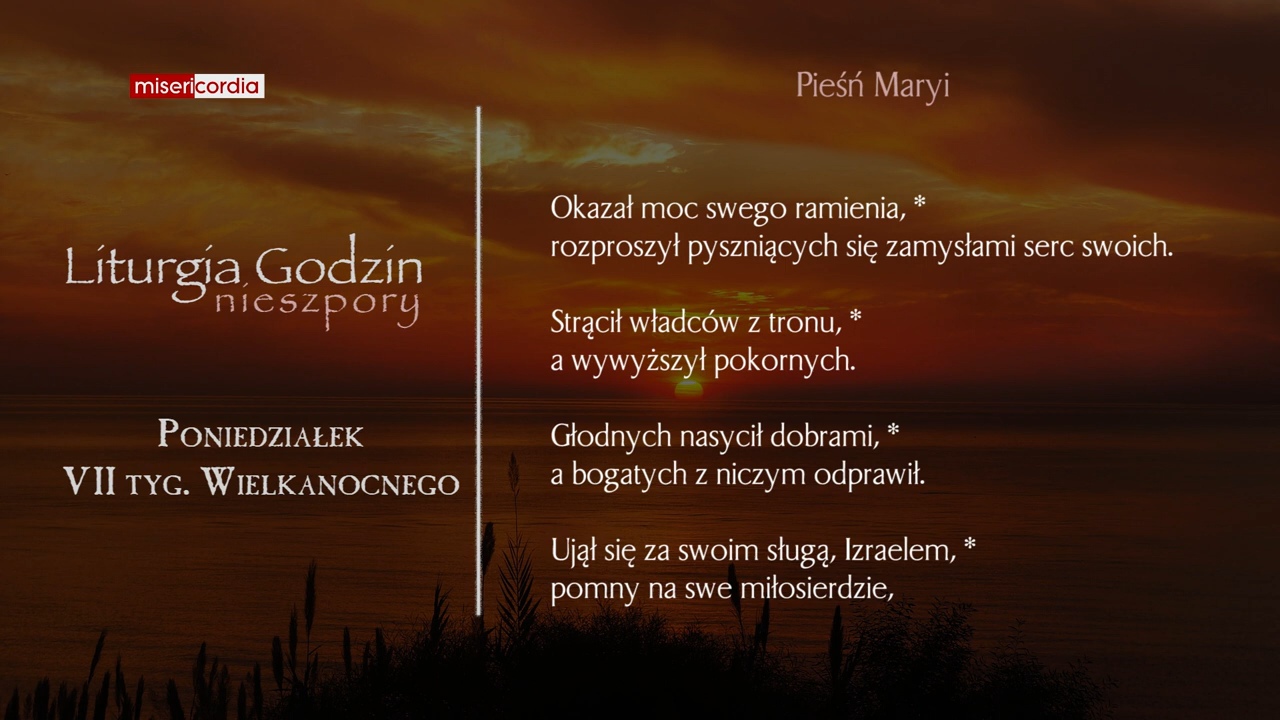 misericordia
Pieśń Maryi
Liturgia Godzin
nieszpory
Poniedziałek
VII tyg. Wielkanocnego
Okazał moc swego ramienia, *
rozproszył pyszniących się zamysłami serc swoich.
Strącił władców z tronu, *
a wywyższył pokornych.
Głodnych nasycił dobrami, *
a bogatych z niczym odprawił.
Ujął się za swoim sługą, Izraelem, *
pomny na swe miłosierdzie,